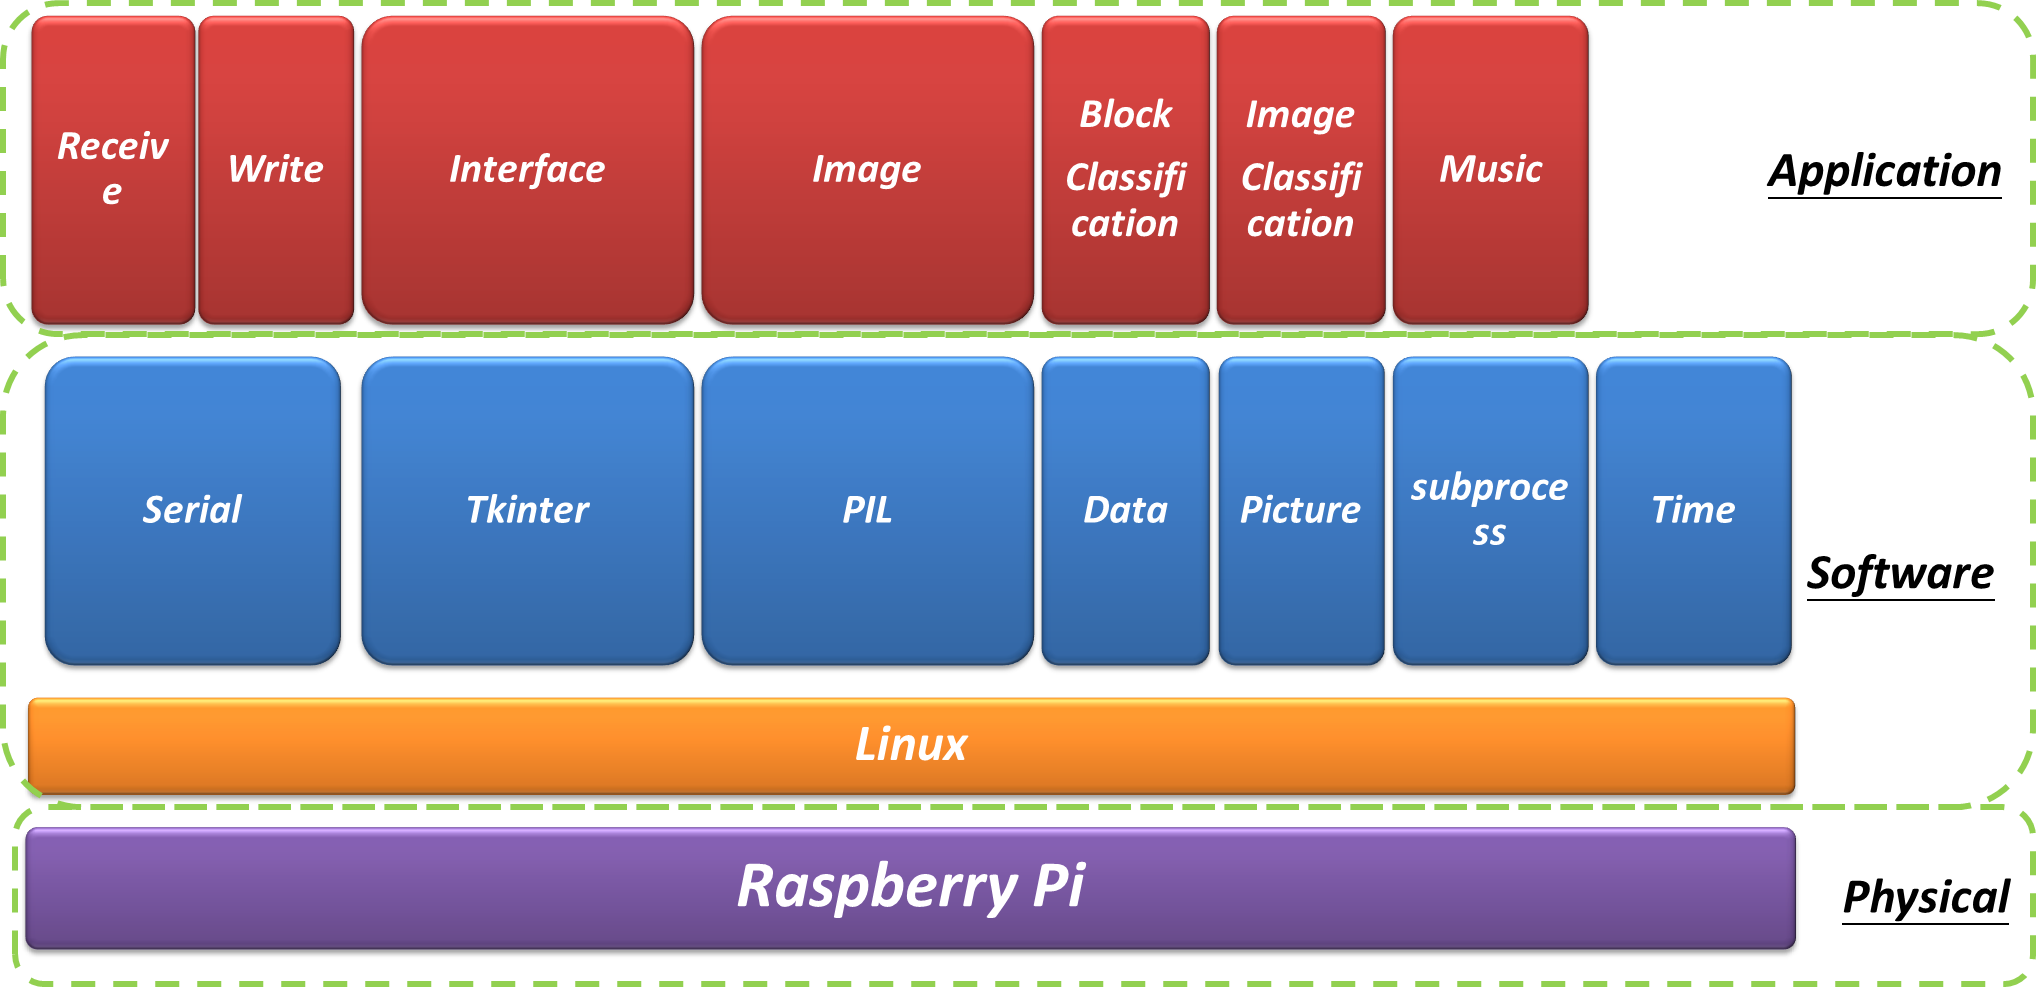 Receiv
e
Write
Interface
Image
Block
Classifi
cation
Image
Classifi
cation
Music
Application
Serial
Tkinter
PIL
Data
Picture
subproce
ss
Time
Software
Linux
Raspberry Pi
Physical